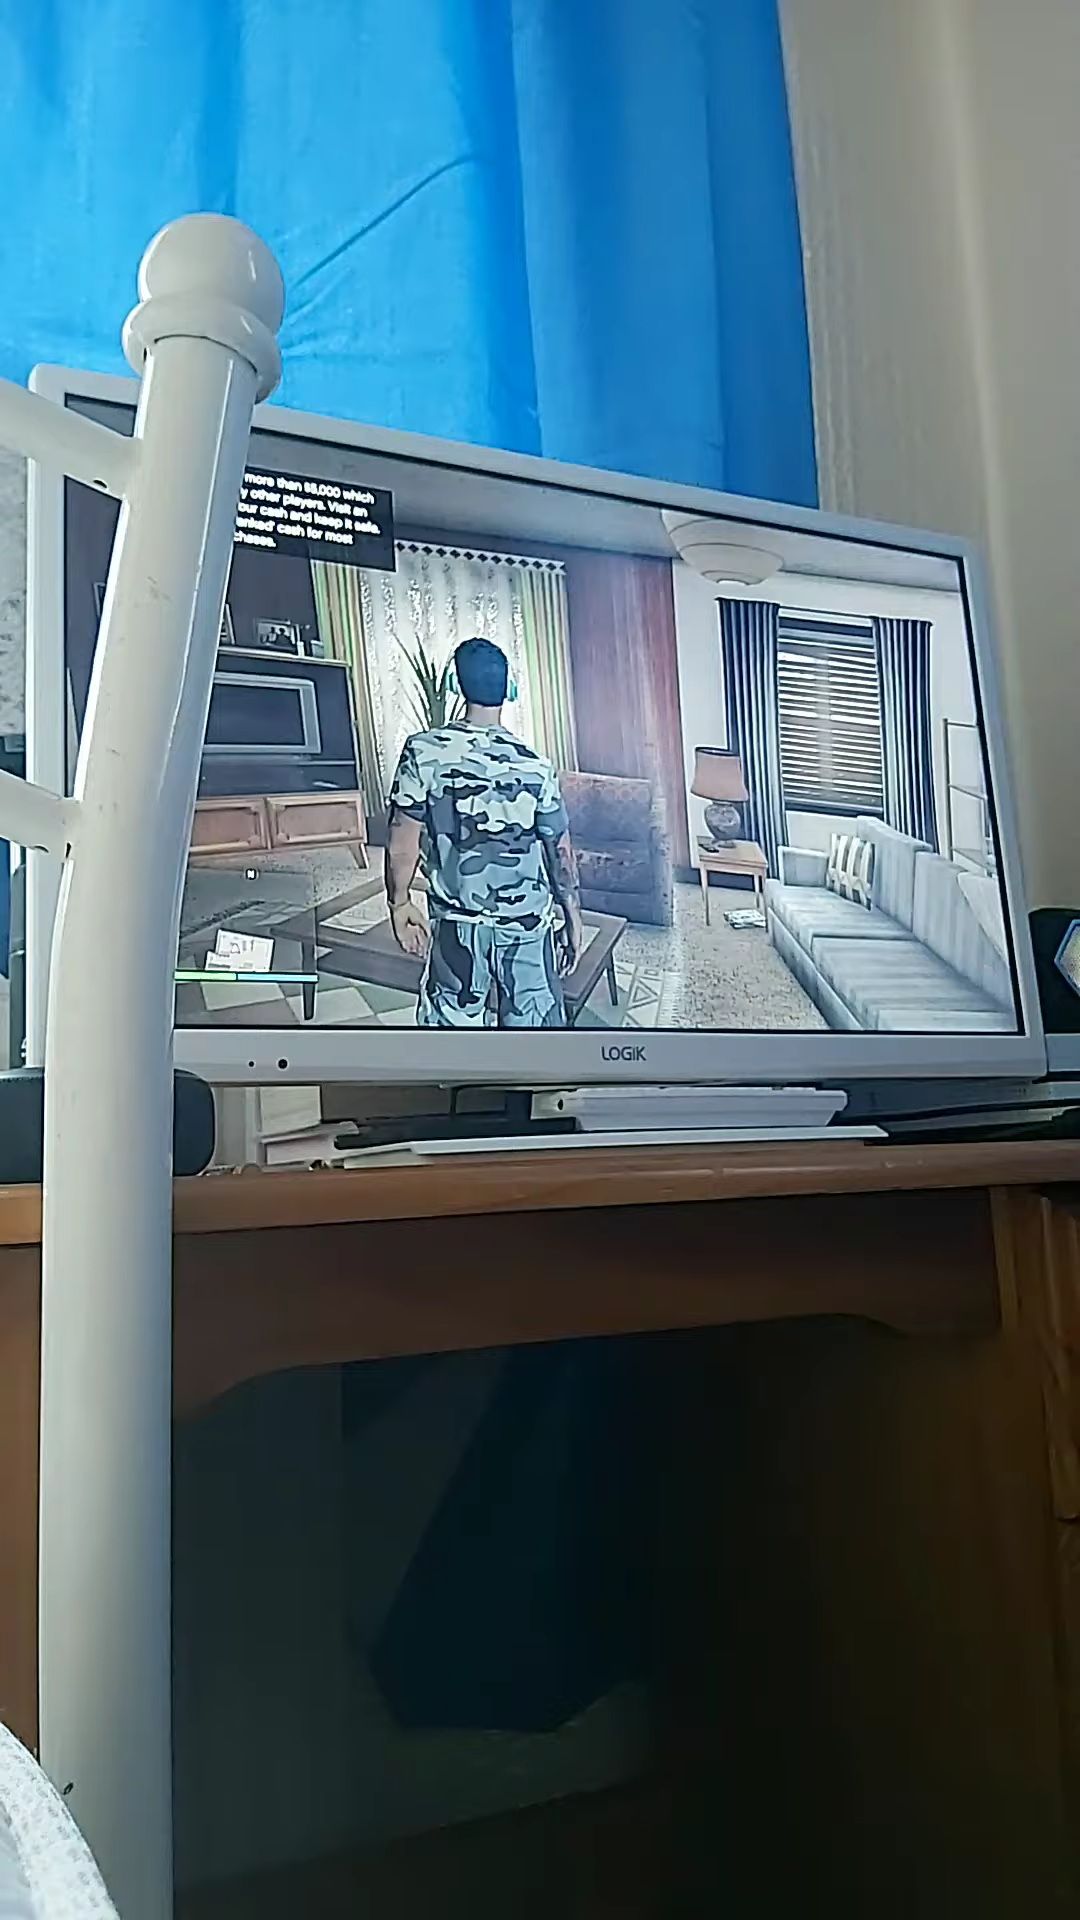 more than $5,000 which
y other players. Visit an
our cash and keep it safe.
anked' cash for most
chases.
N
LOGiK